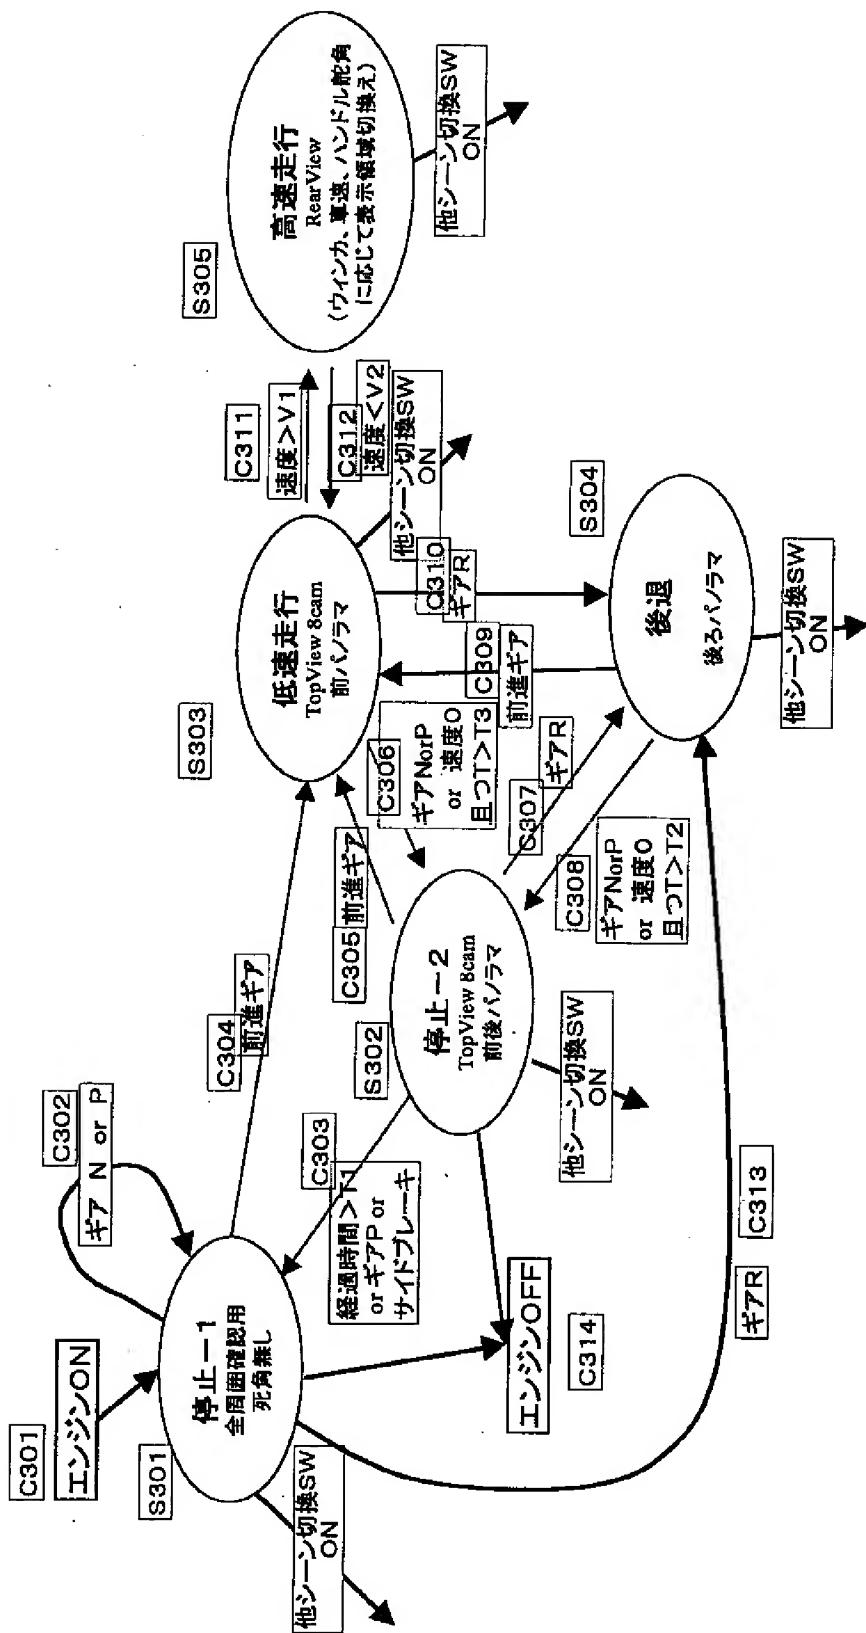 C301
エンジンON
S301
停止－1
全周囲確認用
死角無し
他シーン切換SW
ON
C302
ギア N or P
C303
経過時間＞T1
or ギアP or
サイドブレーキ
エンジンOFF
C314
C304
前進ギア
S302
停止－2
TopView 8cam
前後パノラマ
他シーン切換SW
ON
C305
前進ギア
C306
ギアNorP
or 速度0
且つT＞T3
C307
ギアR
C308
ギアNorP
or 速度0
且つT＞T2
C313
ギアR
S303
低速走行
TopView 8cam
前パノラマ
他シーン切換SW
ON
C309
前進ギア
C310
ギアR
S304
後退
後ろパノラマ
他シーン切換SW
ON
C311
速度＞V1
C312
速度＜V2
S305
高速走行
RearView
（ウィンカ、車速、ハンドル舵角
に応じて表示領域切換え）
他シーン切換SW
ON